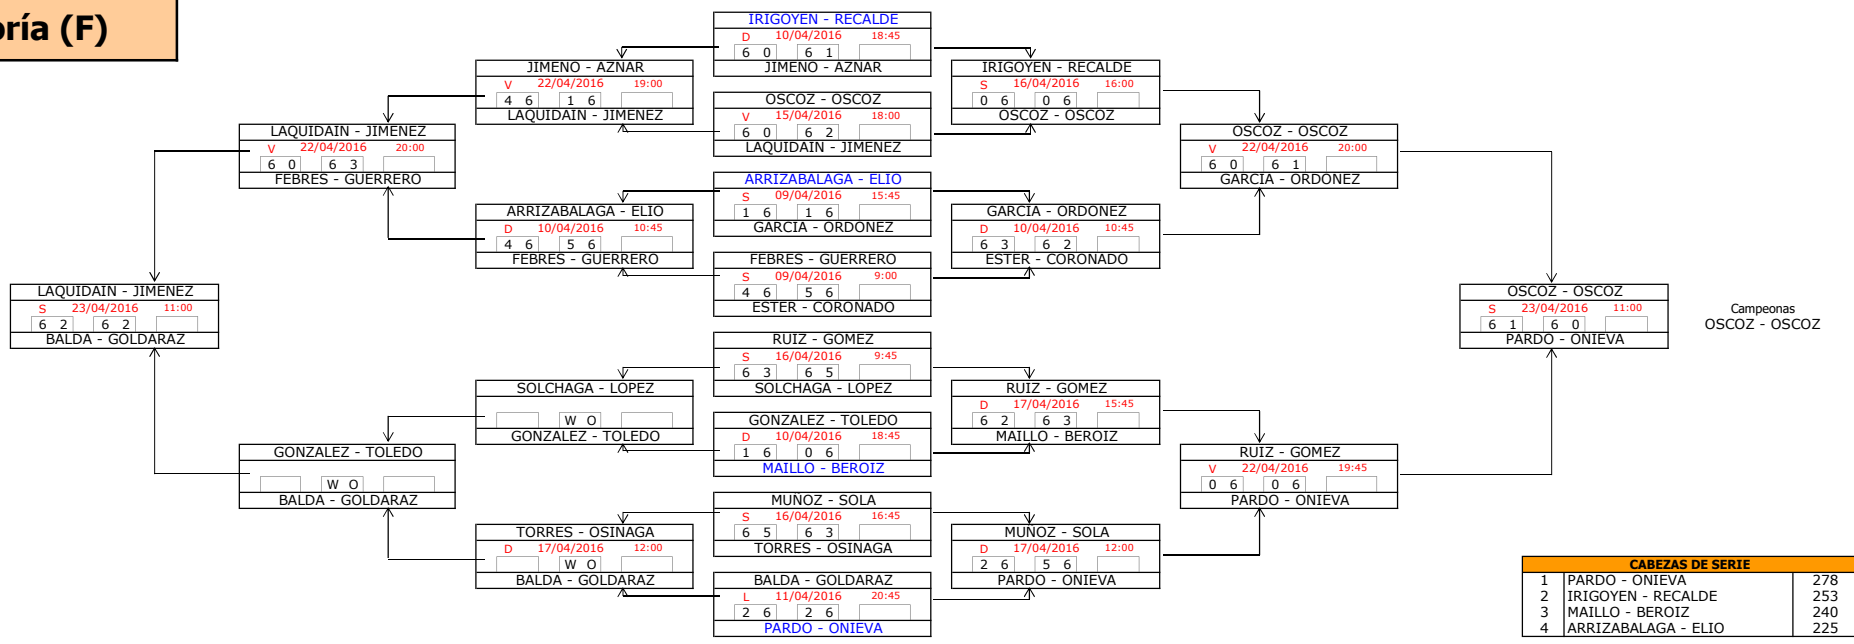 oría (F)
LAQUIDAIN - JIMENEZ
S 23/04/2016 11:00
6 2 6 2
BALDA - GOLDARAZ
LAQUIDAIN - JIMENEZ
V 22/04/2016 20:00
6 0 6 3
FEBRES - GUERRERO
GONZALEZ - TOLEDO
W O
BALDA - GOLDARAZ
JIMENO - AZNAR
V 22/04/2016 19:00
4 6 1 6
LAQUIDAIN - JIMENEZ
ARRIZABALAGA - ELIO
D 10/04/2016 10:45
4 6 5 6
FEBRES - GUERRERO
SOLCHAGA - LOPEZ
W O
GONZALEZ - TOLEDO
TORRES - OSINAGA
D 17/04/2016 12:00
W O
BALDA - GOLDARAZ
IRIGOYEN - RECALDE
D 10/04/2016 18:45
6 0 6 1
JIMENO - AZNAR
OSCOZ - OSCOZ
V 15/04/2016 18:00
6 0 6 2
LAQUIDAIN - JIMENEZ
ARRIZABALAGA - ELIO
S 09/04/2016 15:45
1 6 1 6
GARCIA - ORDOÑEZ
FEBRES - GUERRERO
S 09/04/2016 9:00
4 6 5 6
ESTER - CORONADO
RUIZ - GOMEZ
S 16/04/2016 9:45
6 3 6 5
SOLCHAGA - LOPEZ
GONZALEZ - TOLEDO
D 10/04/2016 18:45
1 6 0 6
MAILLO - BEROIZ
MUÑOZ - SOLA
S 16/04/2016 16:45
6 5 6 3
TORRES - OSINAGA
BALDA - GOLDARAZ
L 11/04/2016 20:45
2 6 2 6
PARDO - ONIEVA
IRIGOYEN - RECALDE
S 16/04/2016 16:00
0 6 0 6
OSCOZ - OSCOZ
GARCIA - ORDOÑEZ
D 10/04/2016 10:45
6 3 6 2
ESTER - CORONADO
RUIZ - GOMEZ
D 17/04/2016 15:45
6 2 6 3
MAILLO - BEROIZ
MUÑOZ - SOLA
D 17/04/2016 12:00
2 6 5 6
PARDO - ONIEVA
OSCOZ - OSCOZ
V 22/04/2016 20:00
6 0 6 1
GARCIA - ORDOÑEZ
RUIZ - GOMEZ
V 22/04/2016 19:45
0 6 0 6
PARDO - ONIEVA
OSCOZ - OSCOZ
S 23/04/2016 11:00
6 1 6 0
PARDO - ONIEVA
Campeonas
OSCOZ - OSCOZ
CABEZAS DE SERIE
1 PARDO - ONIEVA 278
2 IRIGOYEN - RECALDE 253
3 MAILLO - BEROIZ 240
4 ARRIZABALAGA - ELIO 225